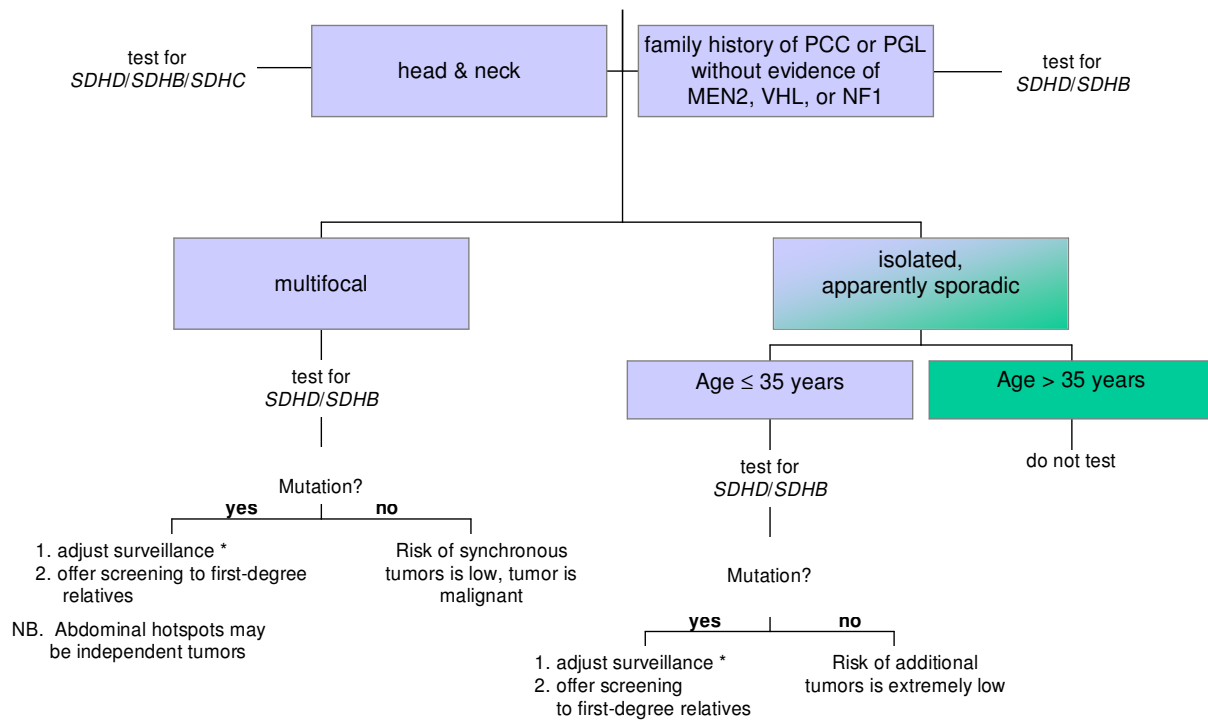 test for
SDHD/SDHB/SDHC
head & neck
family history of PCC or PGL
without evidence of
MEN2, VHL, or NF1
test for
SDHD/SDHB
multifocal
isolated,
apparently sporadic
test for
SDHD/SDHB
Age ≤ 35 years
Age > 35 years
test for
SDHD/SDHB
do not test
Mutation?
yes
no
1. adjust surveillance *
2. offer screening to first-degree
relatives
Risk of synchronous
tumors is low, tumor is
malignant
NB. Abdominal hotspots may
be independent tumors
Mutation?
yes
no
1. adjust surveillance *
2. offer screening
to first-degree relatives
Risk of additional
tumors is extremely low